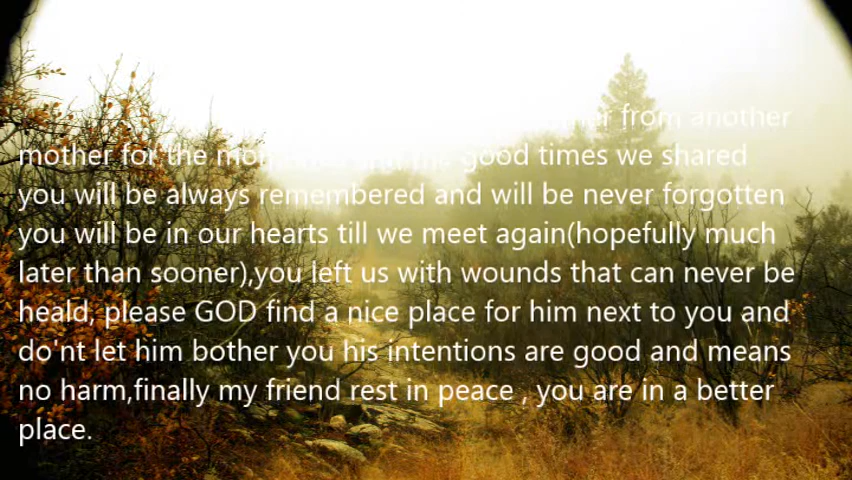 from another
mother for the good times we shared
you will be always remembered and will be never forgotten
you will be in our hearts till we meet again(hopefully much
later than sooner),you left us with wounds that can never be
heald, please GOD find a nice place for him next to you and
do'nt let him bother you his intentions are good and means
no harm,finally my friend rest in peace , you are in a better
place.